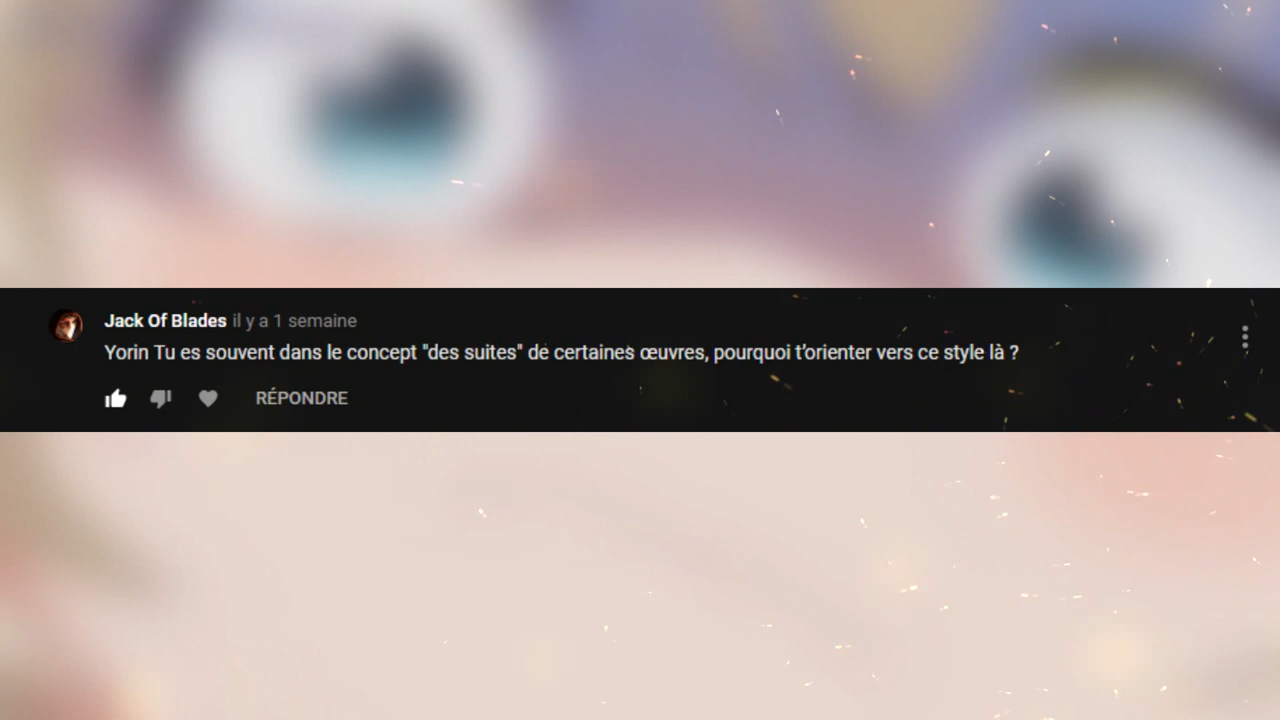 Jack Of Blades il y a 1 semaine
Yorin Tu es souvent dans le concept "des suites" de certaines œuvres, pourquoi t'orienter vers ce style là ?
RÉPONDRE